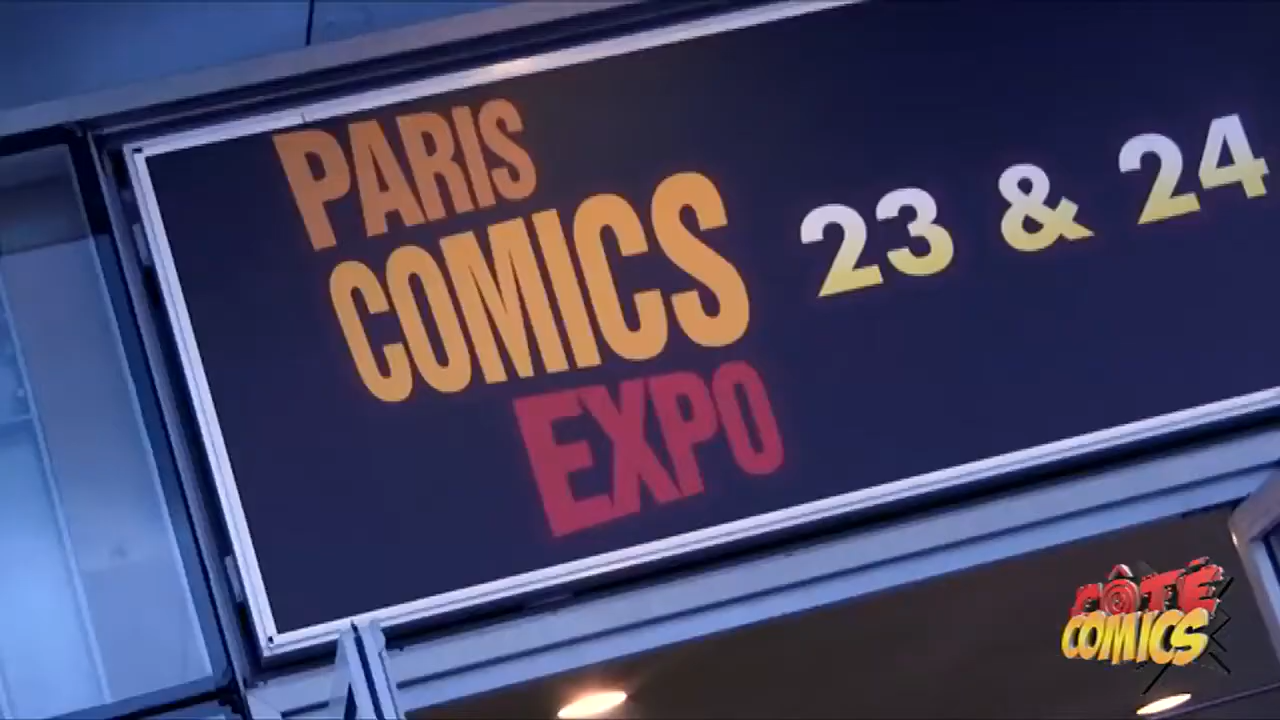 PARIS
COMICS
EXPO
23 & 24
CÔTÉ
COMICS